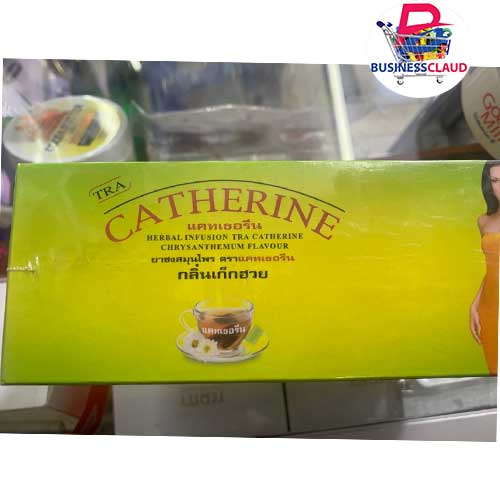 BUSINESSCLAUD
TRA
CATHERINE
แคทเธอรีน
HERBAL INFUSION TRA CATHERINE
CHRYSANTHEMUM FLAVOUR
ยาชงสมุนไพร ตราแคทเธอรีน
กลิ่นเก็กฮวย
แคทเธอรีน